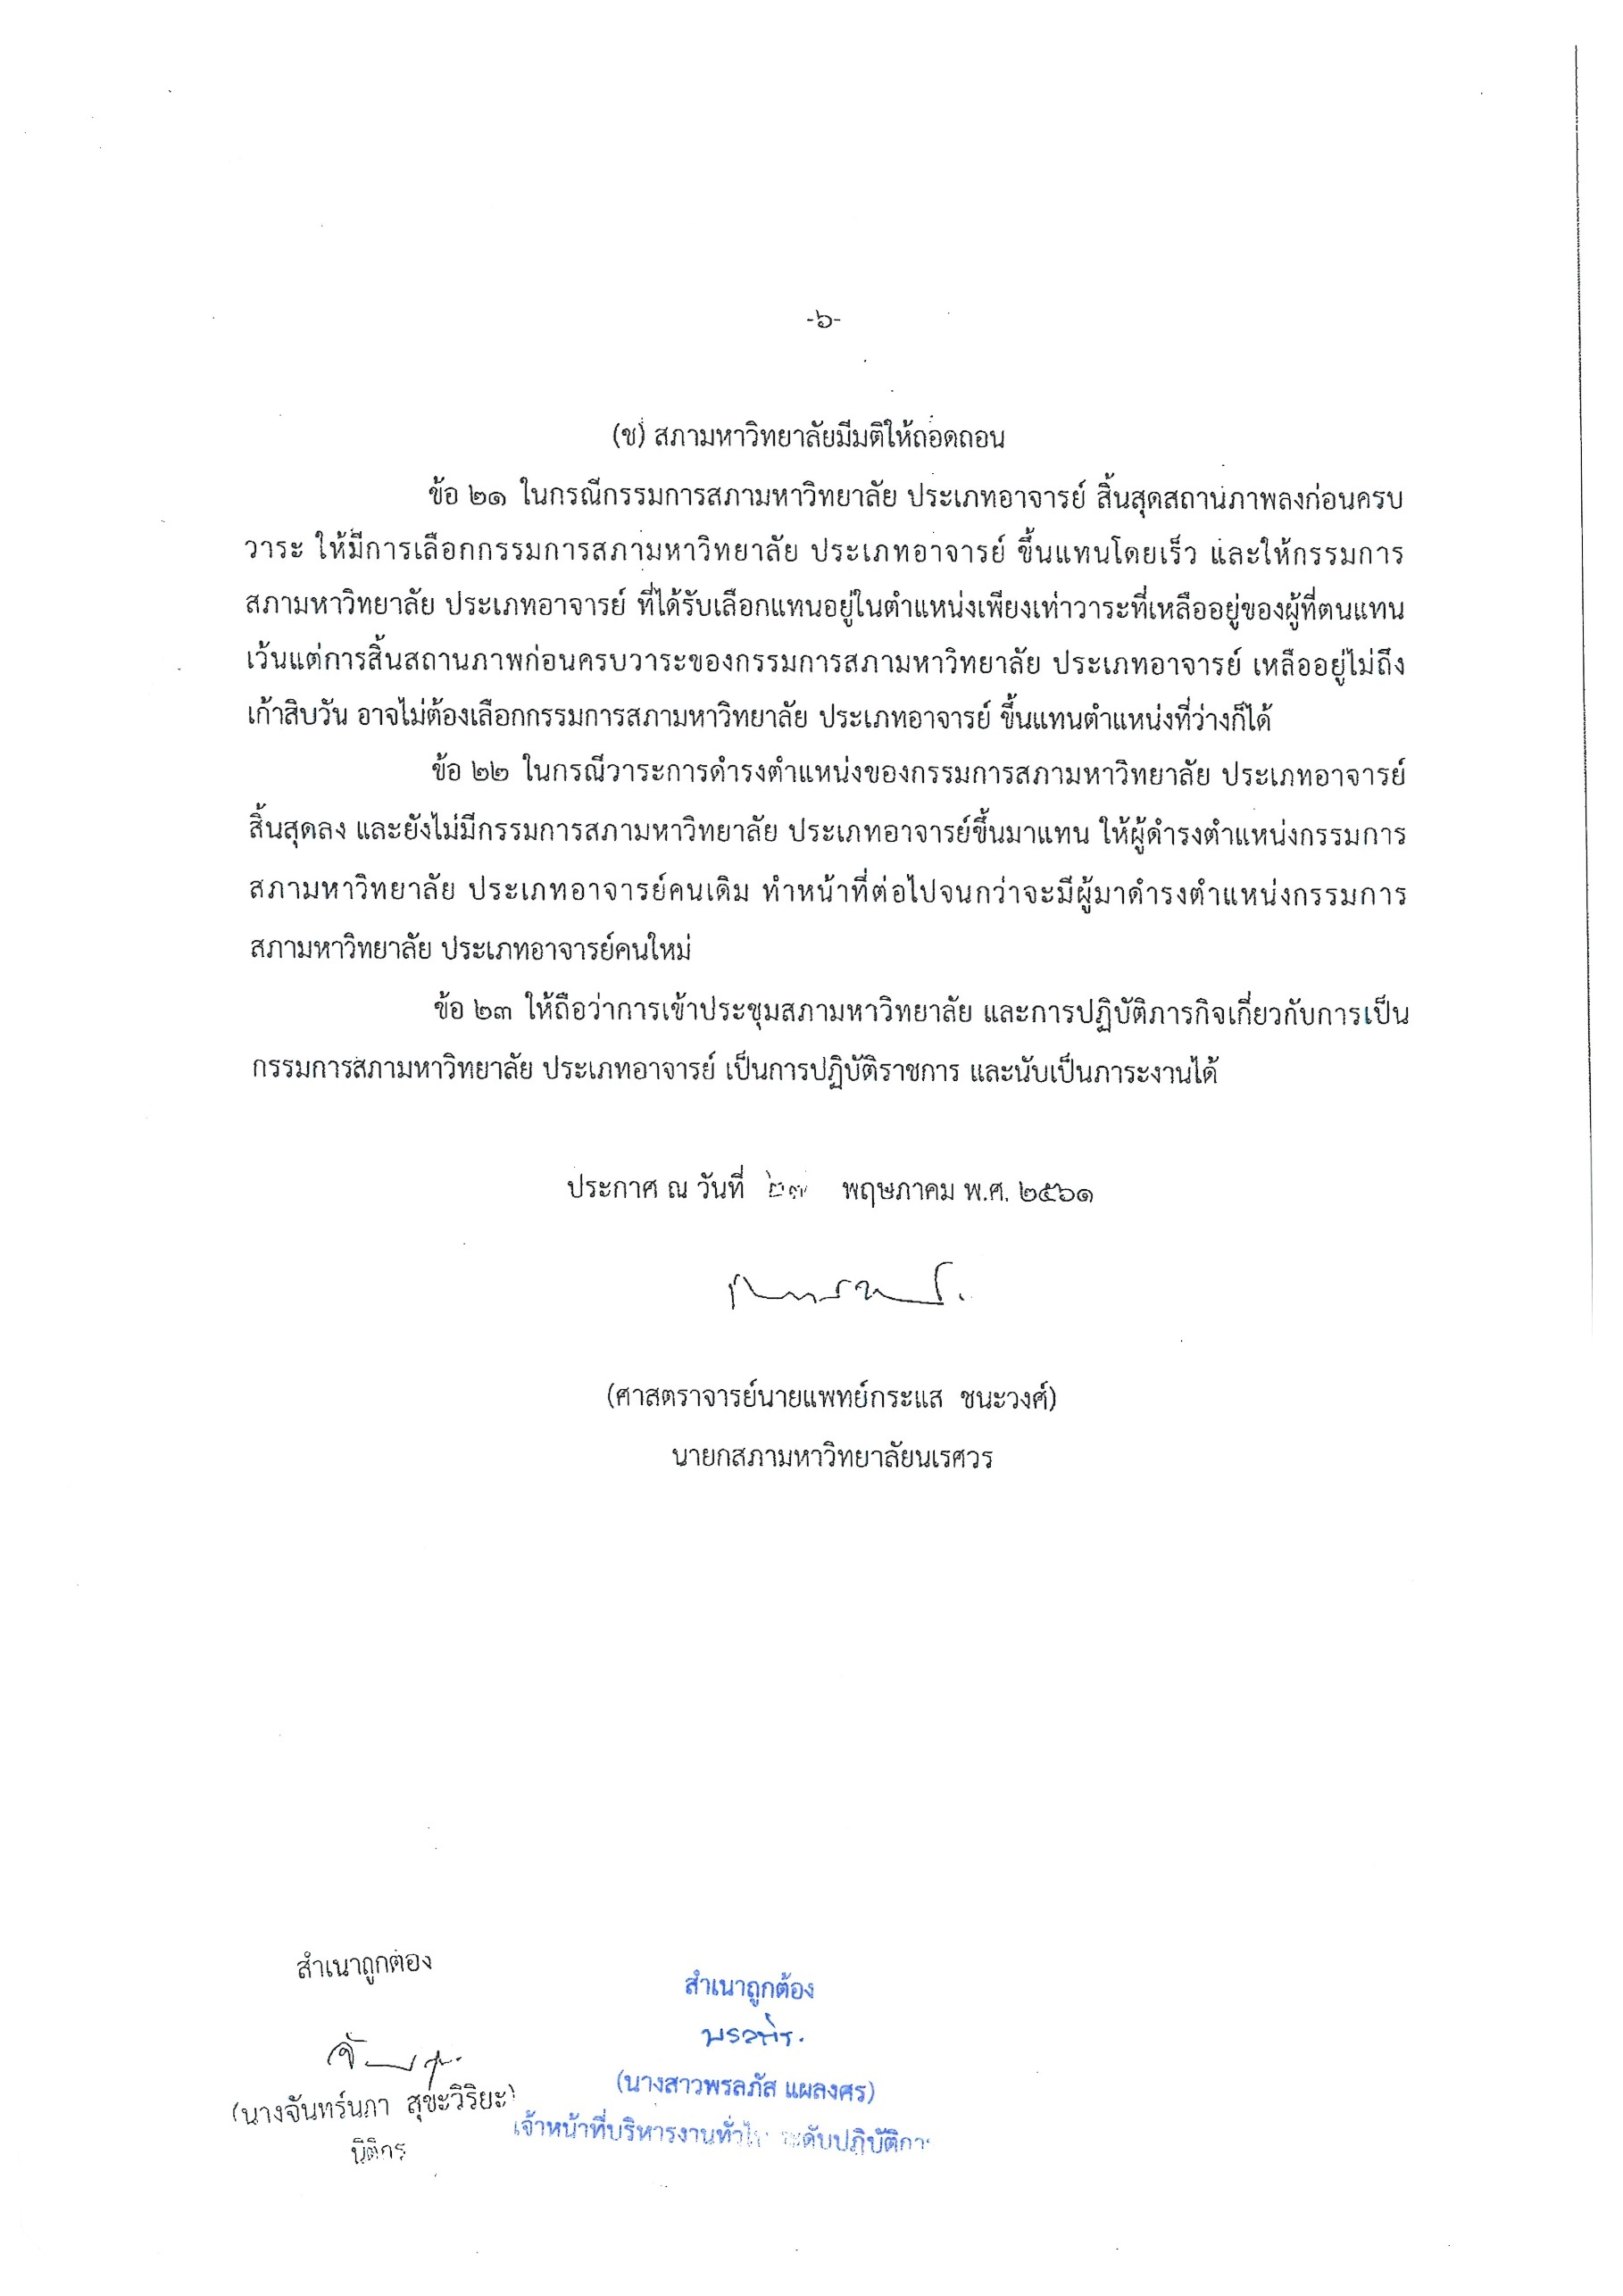 -๖-
(ช) สภามหาวิทยาลัยมีมติให้ถอดถอน
ข้อ ๒๑ ในกรณีกรรมการสภามหาวิทยาลัย ประเภทอาจารย์ สิ้นสุดสถานภาพลงก่อนครบ
วาระ ให้มีการเลือกกรรมการสภามหาวิทยาลัย ประเภทอาจารย์ ขึ้นแทนโดยเร็ว และให้กรรมการ
สภามหาวิทยาลัย ประเภทอาจารย์ ที่ได้รับเลือกแทนอยู่ในตำแหน่งเพียงเท่าวาระที่เหลืออยู่ของผู้ที่ตนแทน
เว้นแต่การสิ้นสถานภาพก่อนครบวาระของกรรมการสภามหาวิทยาลัย ประเภทอาจารย์ เหลืออยู่ไม่ถึง
เก้าสิบวัน อาจไม่ต้องเลือกกรรมการสภามหาวิทยาลัย ประเภทอาจารย์ ขึ้นแทนตำแหน่งที่ว่างก็ได้
ข้อ ๒๒ ในกรณีวาระการดำรงตำแหน่งของกรรมการสภามหาวิทยาลัย ประเภทอาจารย์
สิ้นสุดลง และยังไม่มีกรรมการสภามหาวิทยาลัย ประเภทอาจารย์ขึ้นมาแทน ให้ผู้ดำรงตำแหน่งกรรมการ
สภามหาวิทยาลัย ประเภทอาจารย์คนเดิม ทำหน้าที่ต่อไปจนกว่าจะมีผู้มาดำรงตำแหน่งกรรมการ
สภามหาวิทยาลัย ประเภทอาจารย์คนใหม่
ข้อ ๒๓ ให้ถือว่าการเข้าประชุมสภามหาวิทยาลัย และการปฏิบัติภารกิจเกี่ยวกับการเป็น
กรรมการสภามหาวิทยาลัย ประเภทอาจารย์ เป็นการปฏิบัติราชการ และนับเป็นภาระงานได้
ประกาศ ณ วันที่ ๒๗ พฤษภาคม พ.ศ. ๒๕๖๑
(ศาสตราจารย์นายแพทย์กระแส ชนะวงศ์)
นายกสภามหาวิทยาลัยนเรศวร
สำเนาถูกต้อง
(นางจันทร์นภา สุขะวิริยะ)
นิติกร
สำเนาถูกต้อง
(นางสาวพรลภัส แผลงศร)
เจ้าหน้าที่บริหารงานทั่วไป ระดับปฏิบัติการ